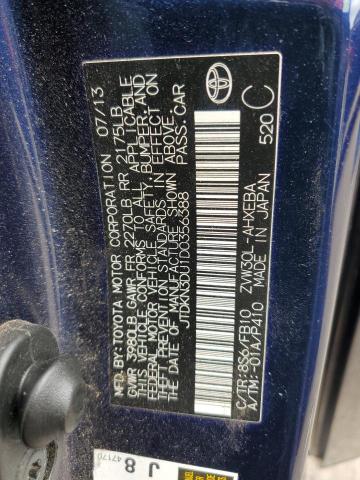 MFD. BY: TOYOTA MOTOR CORPORATION 07/13
GVWR 3980LB GAWR FR 2270LB RR 2175LB
THIS VEHICLE CONFORMS TO ALL APPLICABLE
FEDERAL MOTOR VEHICLE SAFETY, BUMPER, AND
THEFT PREVENTION STANDARDS IN EFFECT ON
THE DATE OF MANUFACTURE SHOWN ABOVE.
JTDKN3DU1D0356388 PASS. CAR
C/TR: 8S6/FB10 ZVW30L-AHXEBA
A/TM: -01A/P410 MADE IN JAPAN
520
C
J 8
47170